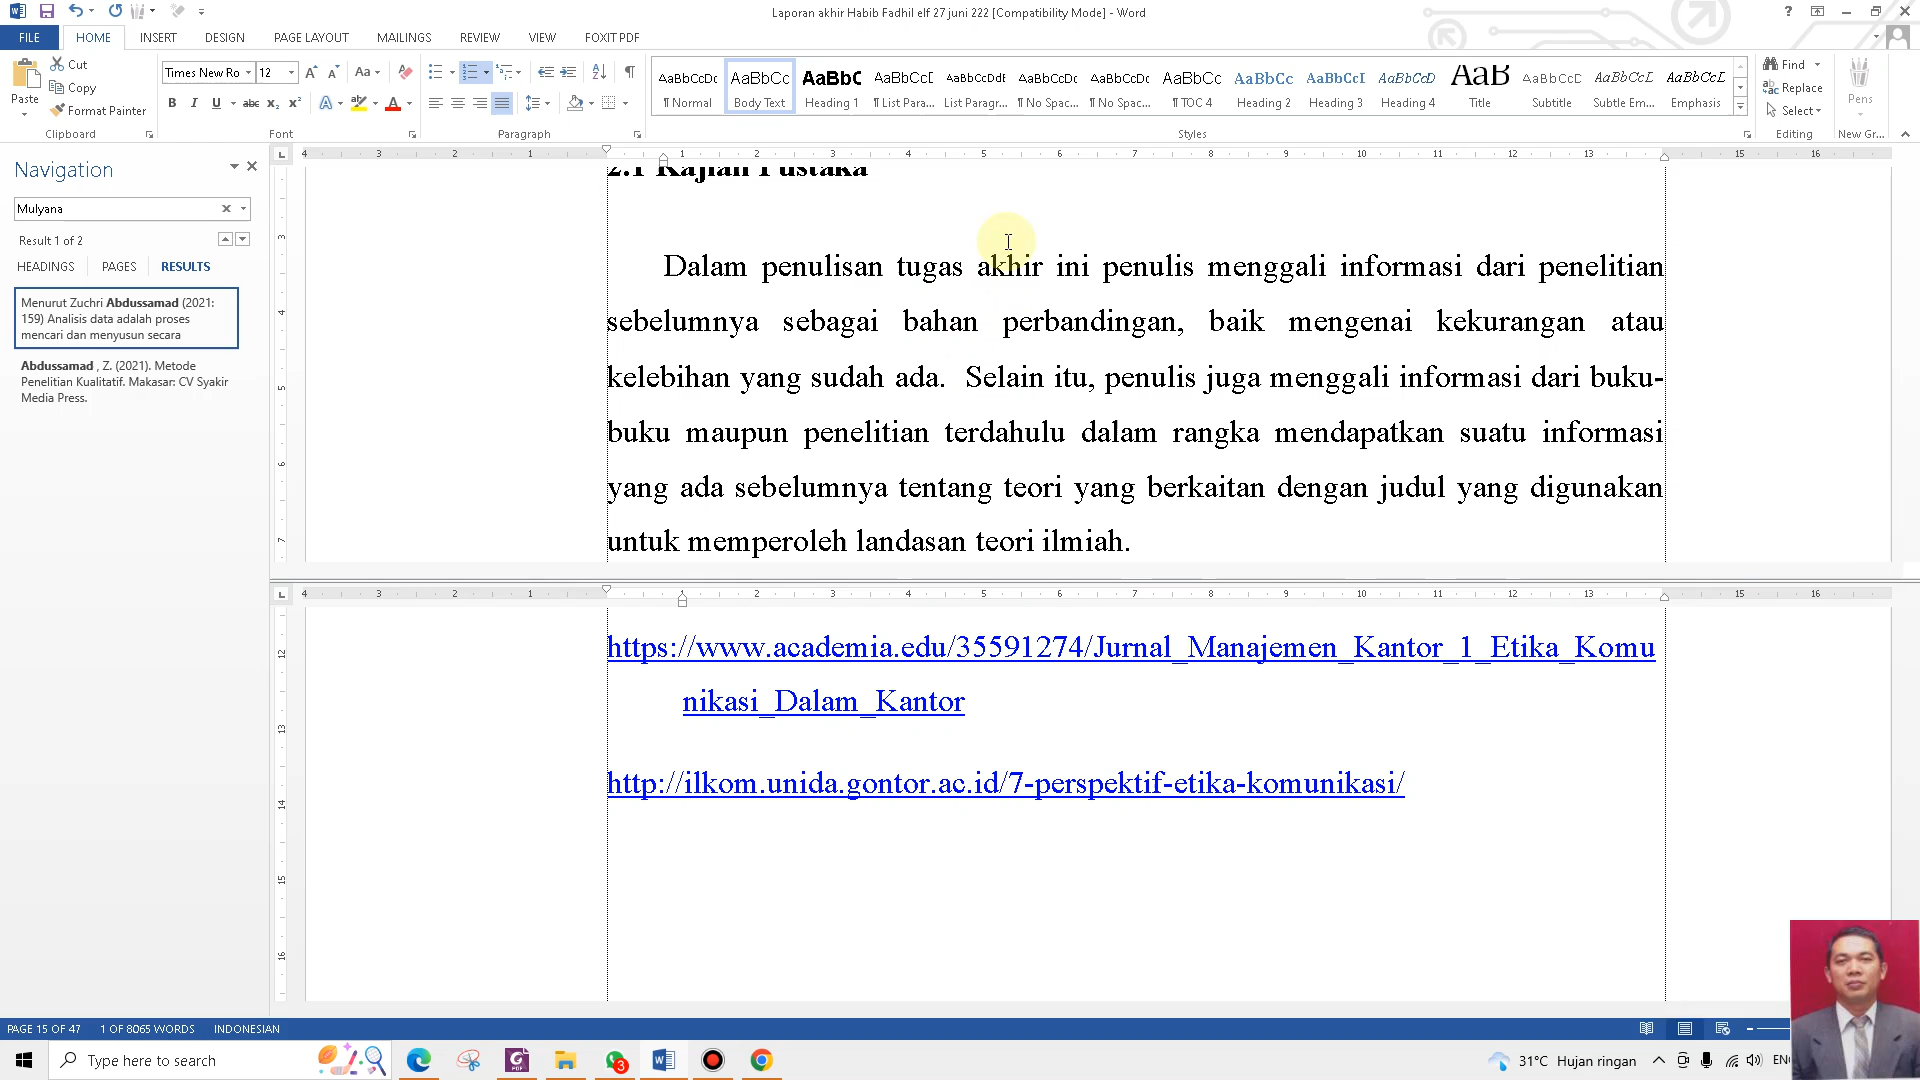 Laporan akhir Habib Fadhil elf 27 juni 222 [Compatibility Mode] - Word
FILE HOME INSERT DESIGN PAGE LAYOUT MAILINGS REVIEW VIEW FOXIT PDF
Paste
Cut
Copy
Format Painter
Clipboard
Times New Ro 12
Font
Paragraph
AaBbCcDc AaBbCc AaBbC AaBbCcI AaBbCcDdE AaBbCcDc AaBbCcDc AaBbCc AaBbCc AaBbCcI AaBbCcD AaB AaBbCcD AaBbCcL AaBbCcL
¶ Normal Body Text Heading 1 ¶ List Para... List Paragr... ¶ No Spac... ¶ No Spac... ¶ TOC 4 Heading 2 Heading 3 Heading 4 Title Subtitle Subtle Em... Emphasis
Styles
Find
Replace
Select
Editing
Pens
New Gr...
Navigation
Mulyana
Result 1 of 2
HEADINGS PAGES RESULTS
Menurut Zuchri Abdussamad (2021:
159) Analisis data adalah proses
mencari dan menyusun secara
Abdussamad , Z. (2021). Metode
Penelitian Kualitatif. Makasar: CV Syakir
Media Press.
2.1 Kajian Pustaka
Dalam penulisan tugas akhir ini penulis menggali informasi dari penelitian
sebelumnya sebagai bahan perbandingan, baik mengenai kekurangan atau
kelebihan yang sudah ada. Selain itu, penulis juga menggali informasi dari buku-
buku maupun penelitian terdahulu dalam rangka mendapatkan suatu informasi
yang ada sebelumnya tentang teori yang berkaitan dengan judul yang digunakan
untuk memperoleh landasan teori ilmiah.
https://www.academia.edu/35591274/Jurnal_Manajemen_Kantor_1_Etika_Komu
nikasi_Dalam_Kantor
http://ilkom.unida.gontor.ac.id/7-perspektif-etika-komunikasi/
PAGE 15 OF 47 1 OF 8065 WORDS INDONESIAN
Type here to search
3
31°C Hujan ringan